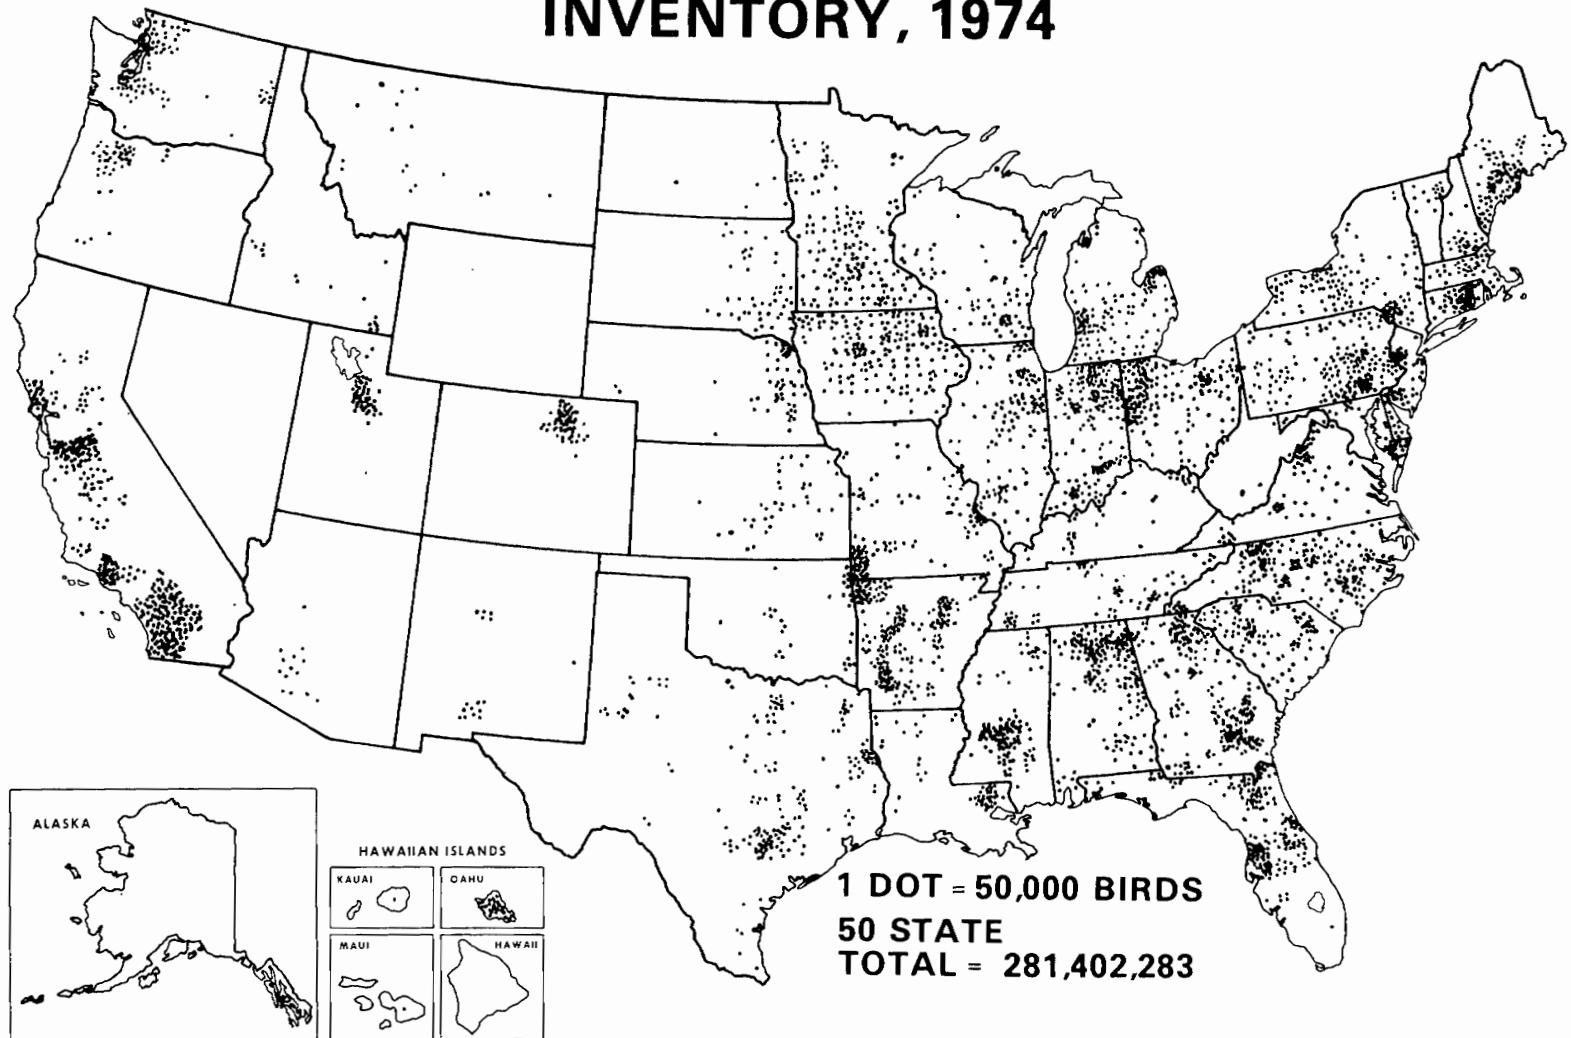 INVENTORY, 1974
ALASKA
HAWAIIAN ISLANDS
KAUAI
OAHU
MAUI
HAWAII
1 DOT = 50,000 BIRDS
50 STATE
TOTAL = 281,402,283